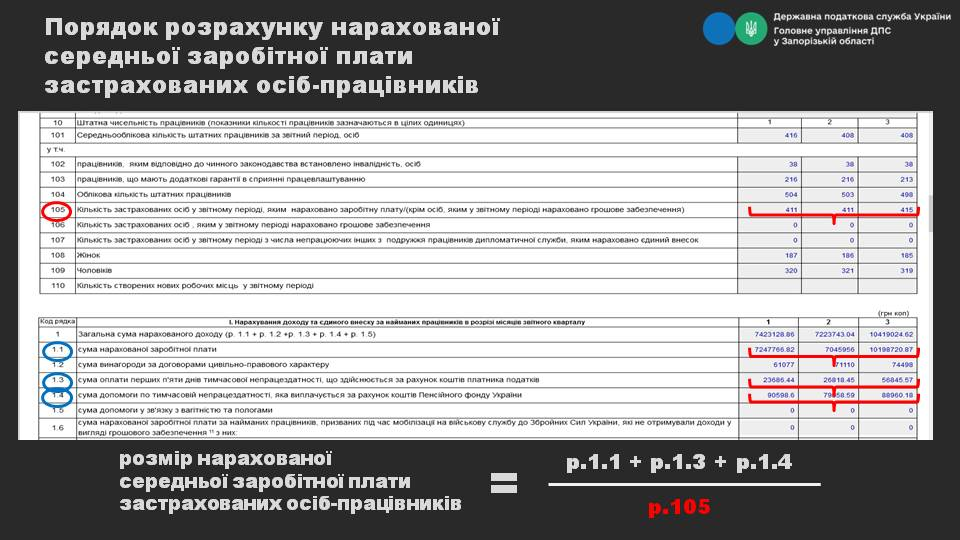 Порядок розрахунку нарахованої
середньої заробітної плати
застрахованих осіб-працівників
Державна податкова служба України
Головне управління ДПС
у Запорізькій області
10 Штатна чисельність працівників (показники кількості працівників зазначаються в цілих одиницях) 1 2 3
101 Середньооблікова кількість штатних працівників за звітний період, осіб 416 408 408
у т.ч.
102 працівників, яким відповідно до чинного законодавства встановлено інвалідність, осіб 38 38 38
103 працівників, що мають додаткові гарантії в сприянні працевлаштуванню 216 216 213
104 Облікова кількість штатних працівників 504 503 498
105 Кількість застрахованих осіб у звітному періоді, яким нараховано заробітну плату/(крім осіб, яким у звітному періоді нараховано грошове забезпечення) 411 411 415
106 Кількість застрахованих осіб , яким у звітному періоді нараховано грошове забезпечення 0 0 0
107 Кількість застрахованих осіб у звітному періоді з числа непрацюючих інших з подружжя працівників дипломатичної служби, яким нараховано єдиний внесок 0 0 0
108 Жінок 187 186 185
109 Чоловіків 320 321 319
110 Кількість створених нових робочих місць у звітному періоді
(грн коп)
Код рядка І. Нарахування доходу та єдиного внеску за найманих працівників в розрізі місяців звітного кварталу 1 2 3
1 Загальна сума нарахованого доходу (р. 1.1 + р. 1.2 +р. 1.3 + р. 1.4 + р. 1.5) 7423128.86 7223743.04 10419024.62
1.1 сума нарахованої заробітної плати 7247766.82 7045956 10198720.87
1.2 сума винагороди за договорами цивільно-правового характеру 61077 71110 74498
1.3 сума оплати перших п'яти днів тимчасової непрацездатності, що здійснюється за рахунок коштів платника податків 23686.44 26818.45 56845.57
1.4 сума допомоги по тимчасовій непрацездатності, яка виплачується за рахунок коштів Пенсійного фонду України 90598.6 79858.59 88960.18
1.5 сума допомоги у зв'язку з вагітністю та пологами 0 0 0
1.6 сума нарахованої заробітної плати за найманих працівників, призваних під час мобілізації на військову службу до Збройних Сил України, які не отримували доходи у 0 0 0
вигляді грошового забезпечення ¹¹ з них:
розмір нарахованої
середньої заробітної плати
застрахованих осіб-працівників
=
р.1.1 + р.1.3 + р.1.4
р.105